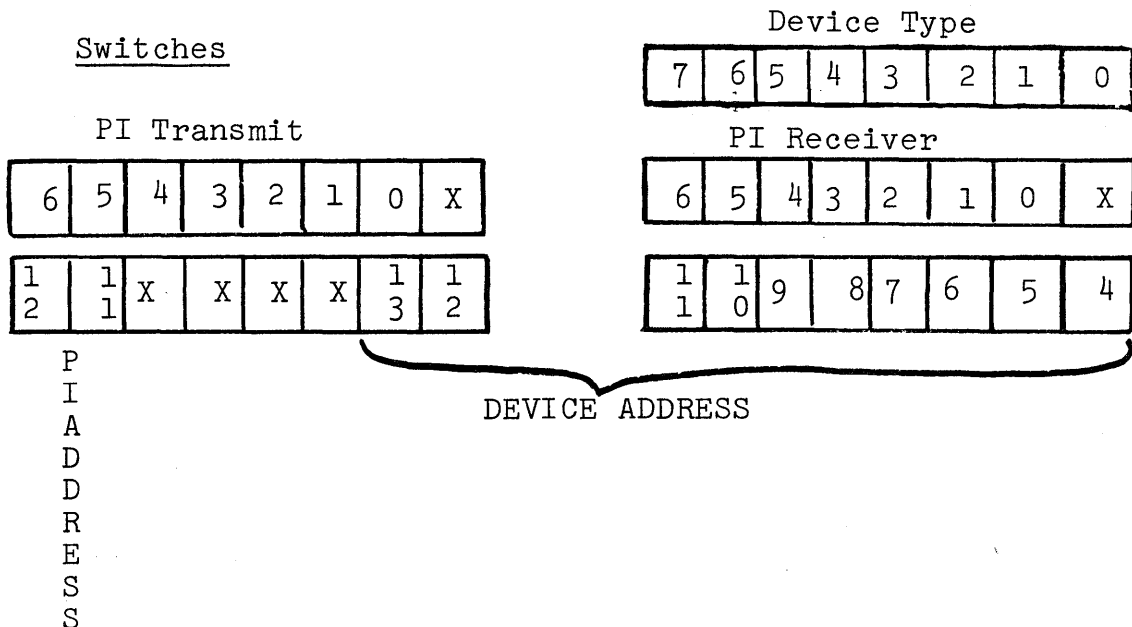 Switches
Device Type
7 6 5 4 3 2 1 0
PI Transmit
PI Receiver
6 5 4 3 2 1 0 X
6 5 4 3 2 1 0 X
12 11 X X X X 13 12
11 10 9 8 7 6 5 4
PI ADDRESS
DEVICE ADDRESS